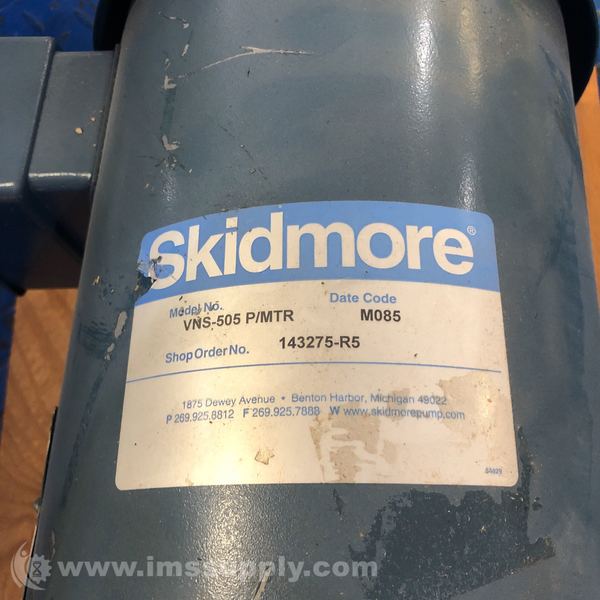 Skidmore®
Model No. Date Code
VNS-505 P/MTR M085
Shop Order No. 143275-R5
1875 Dewey Avenue • Benton Harbor, Michigan 49022
P 269.925.8812 F 269.925.7888 W www.skidmorepump.com
www.imssupply.com